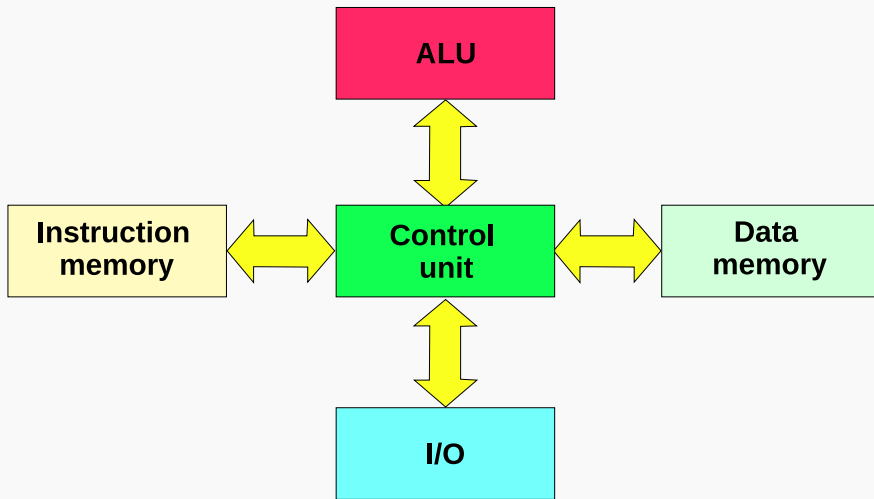 ALU
Instruction
memory
Control
unit
Data
memory
I/O